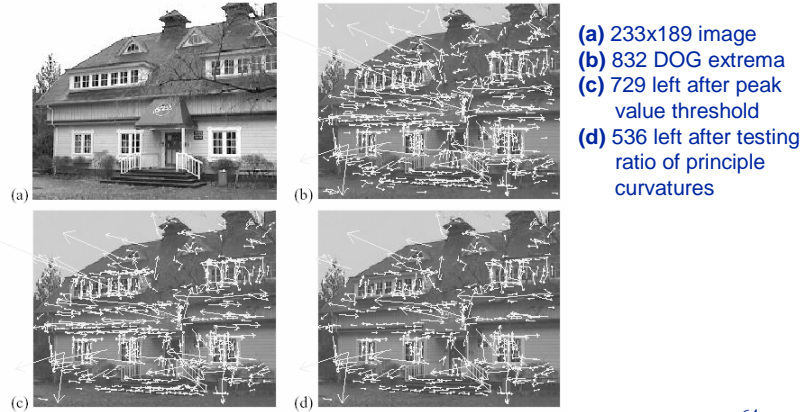 (a) 233x189 image
(b) 832 DOG extrema
(c) 729 left after peak
value threshold
(d) 536 left after testing
ratio of principle
curvatures
(a)
(b)
(c)
(d)